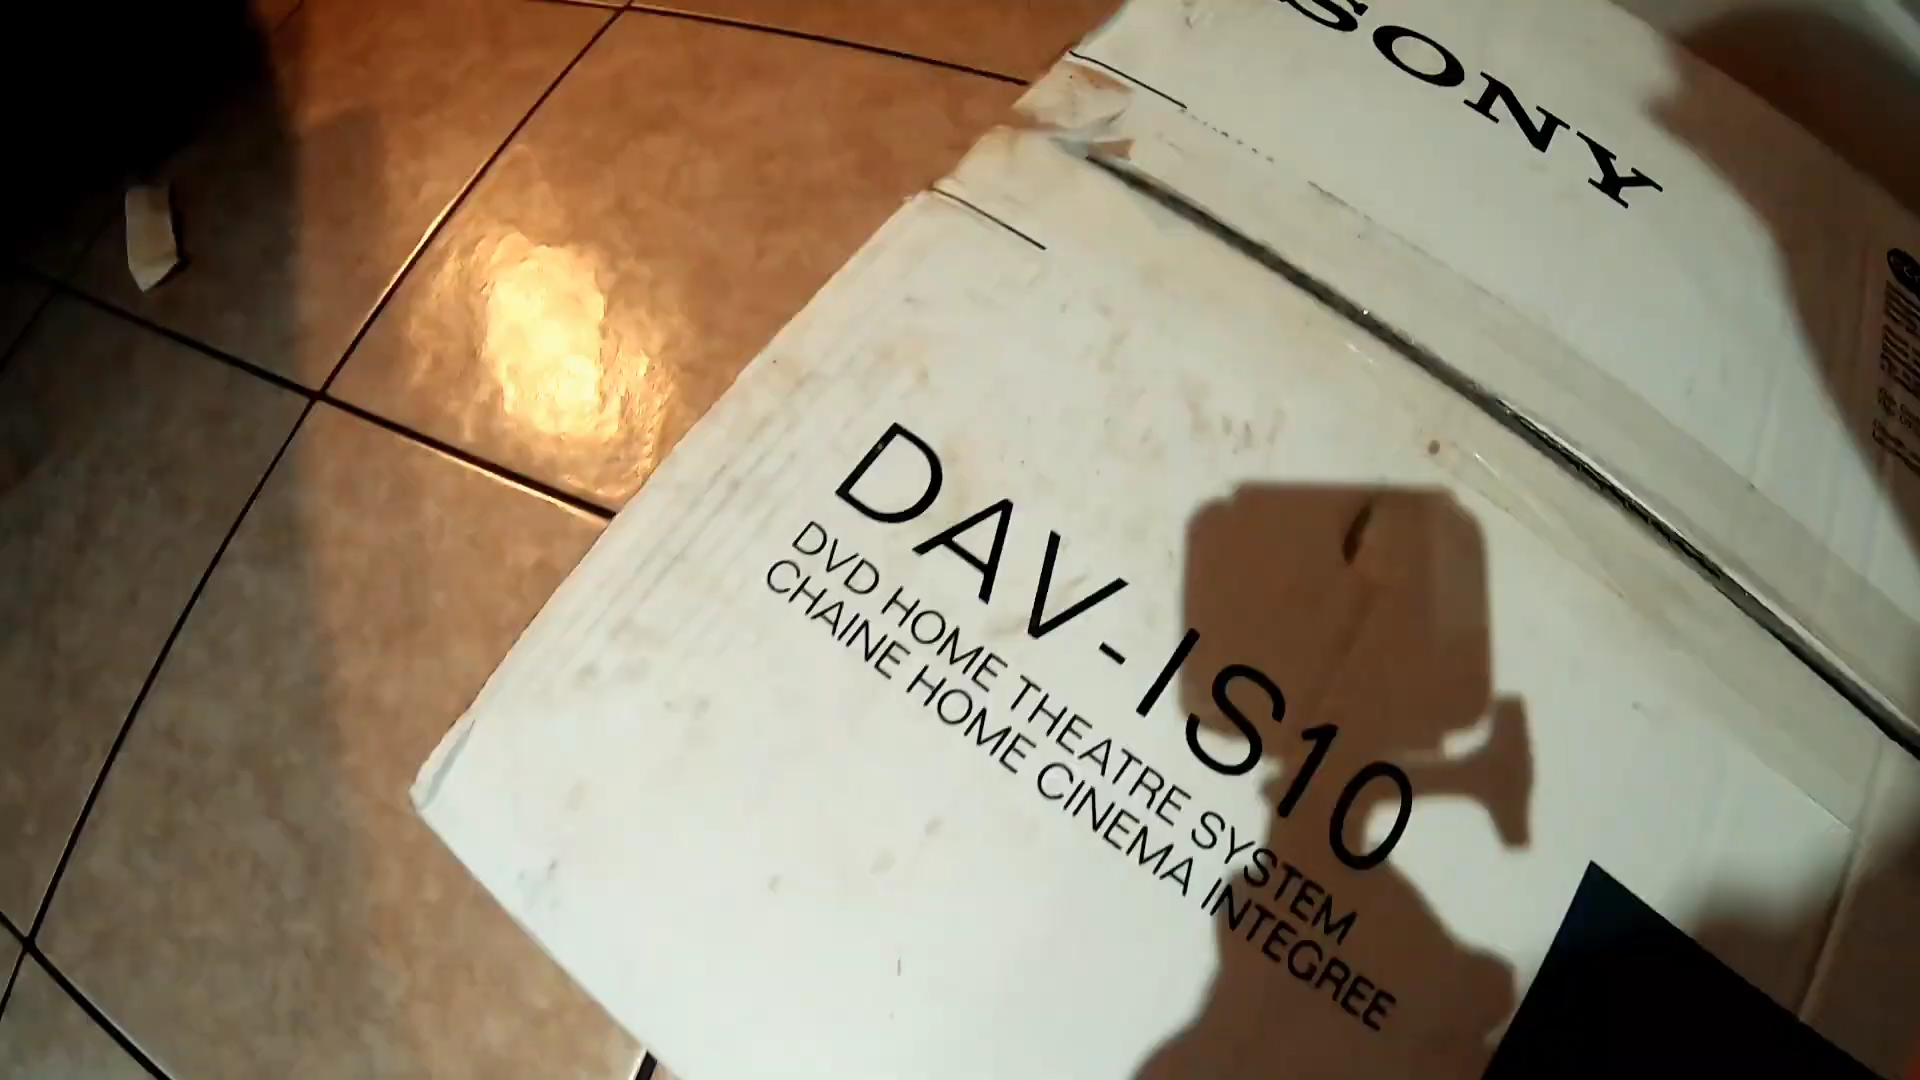 SONY
DAV-IS10
DVD HOME THEATRE SYSTEM
CHAINE HOME CINEMA INTEGREE